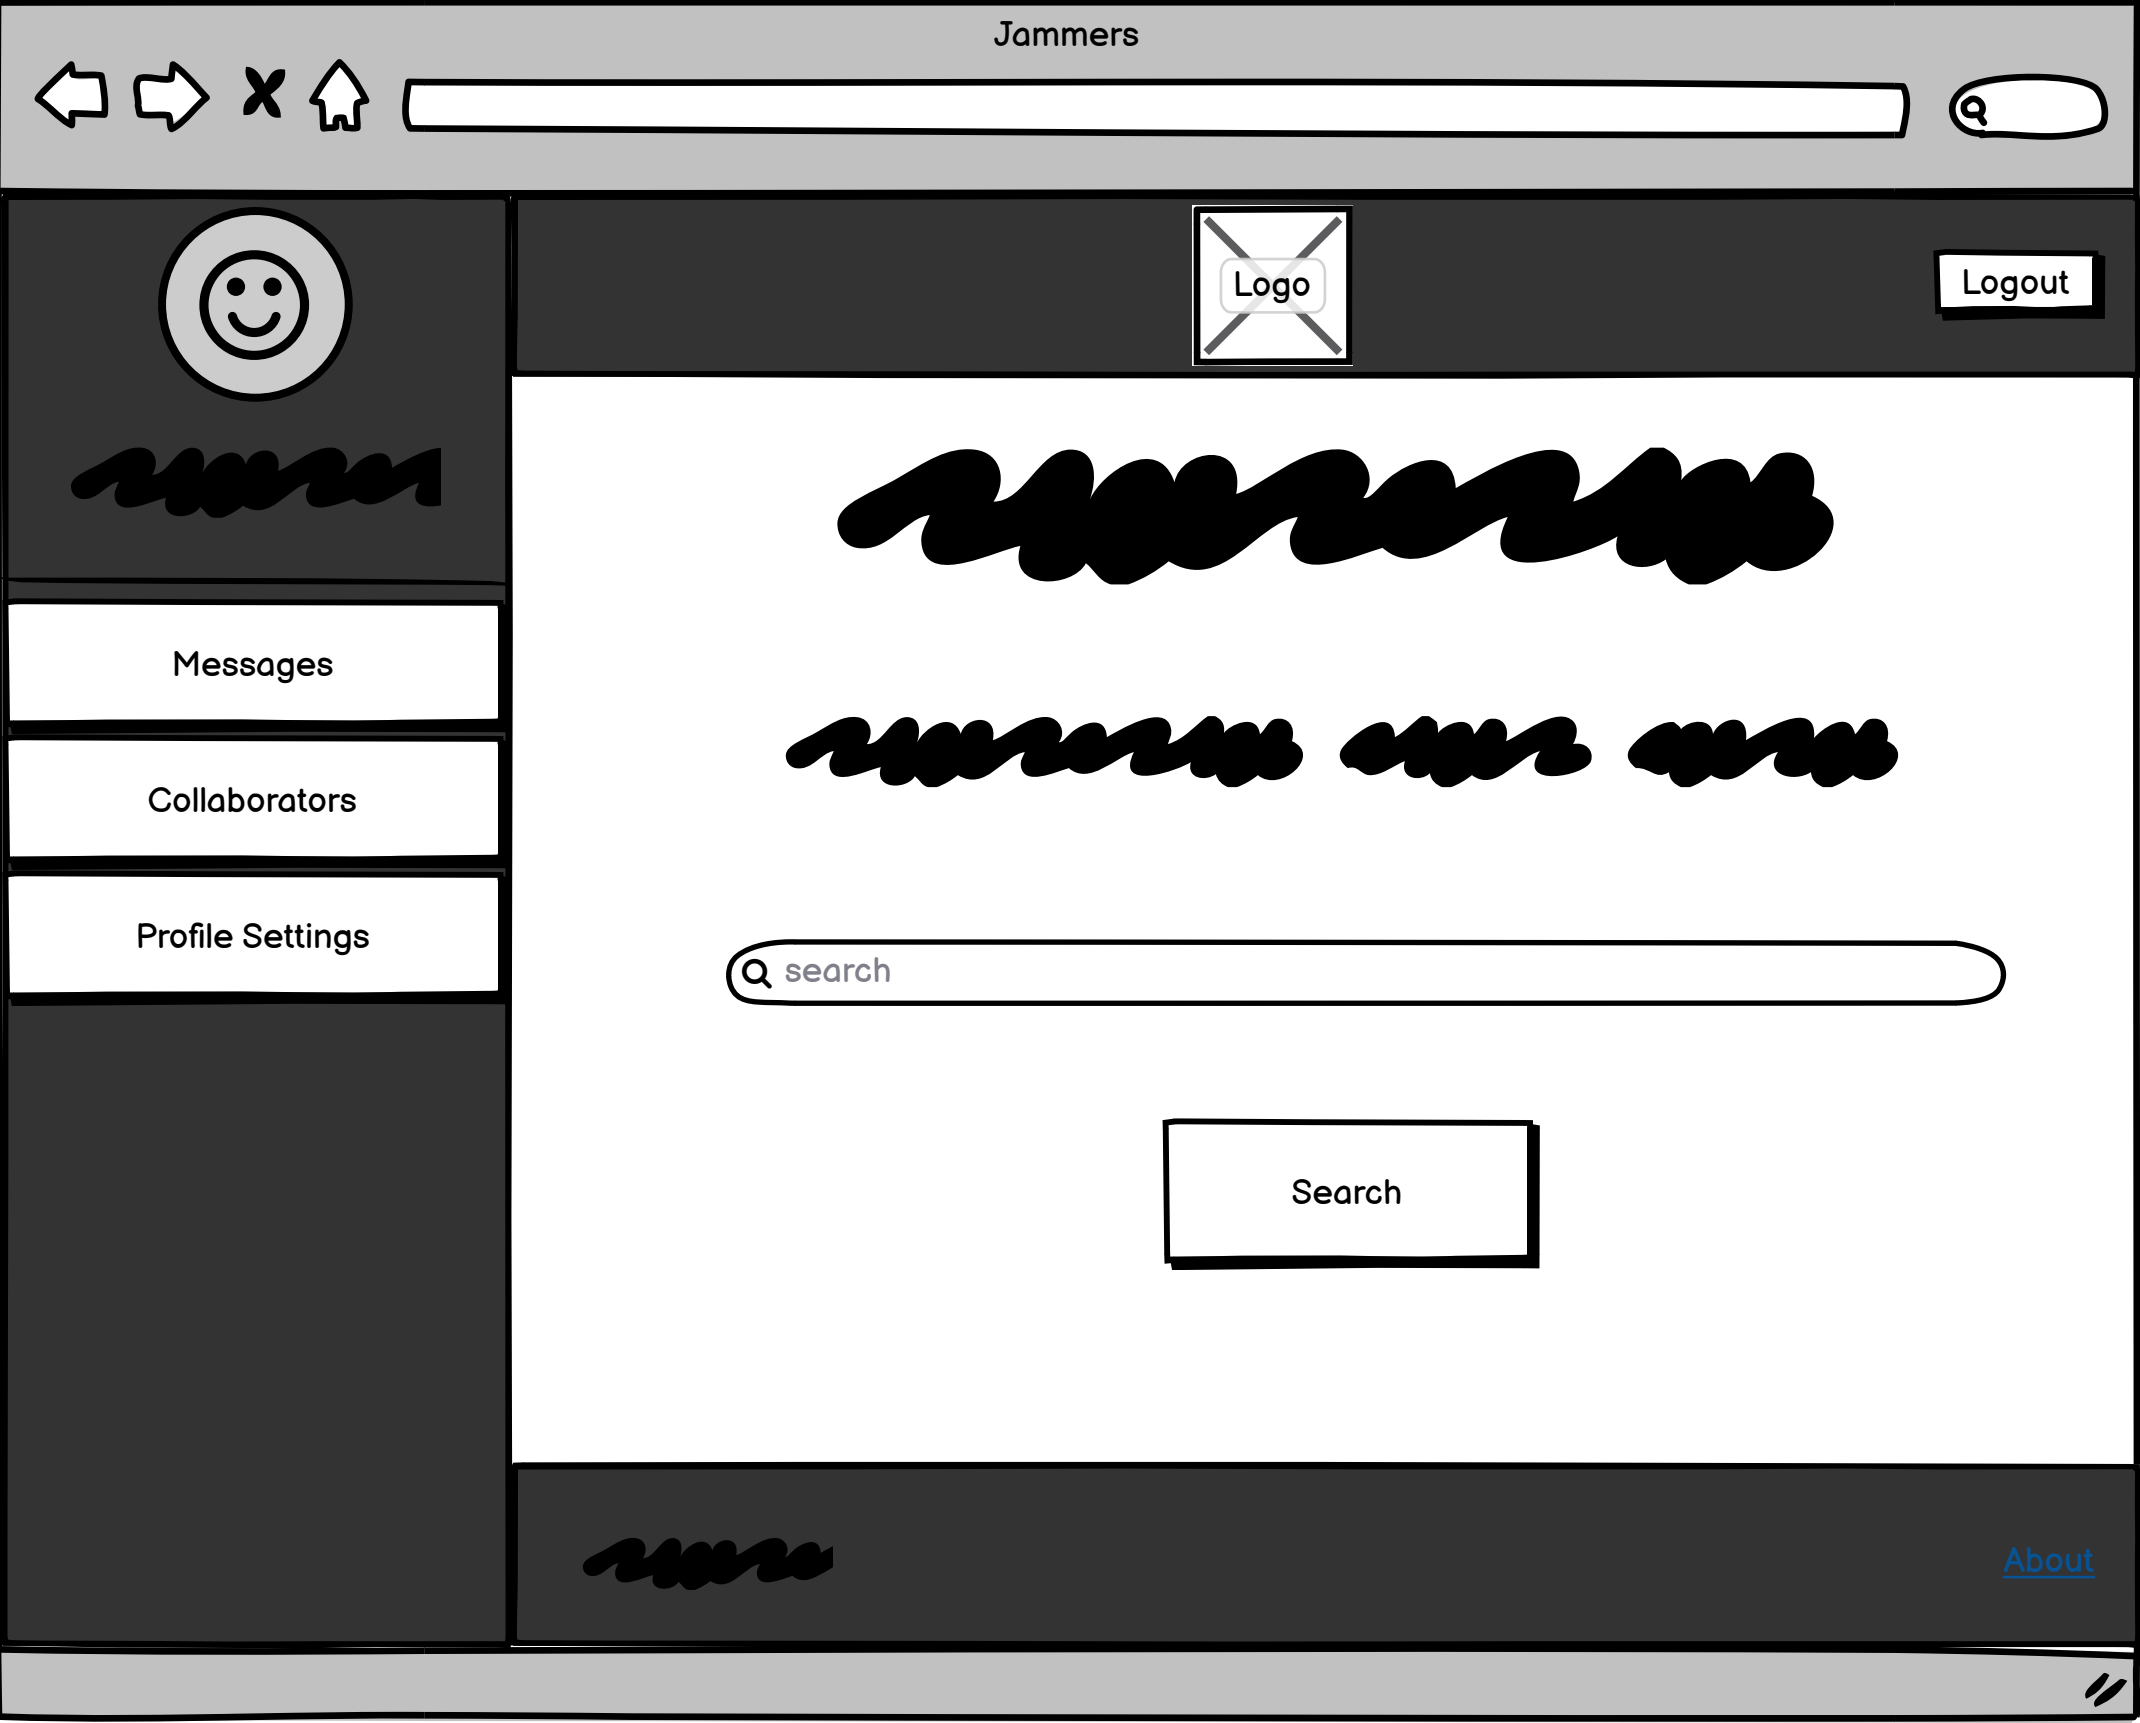 Jammers
Logo
Logout
Messages
Collaborators
Profile Settings
search
Search
About